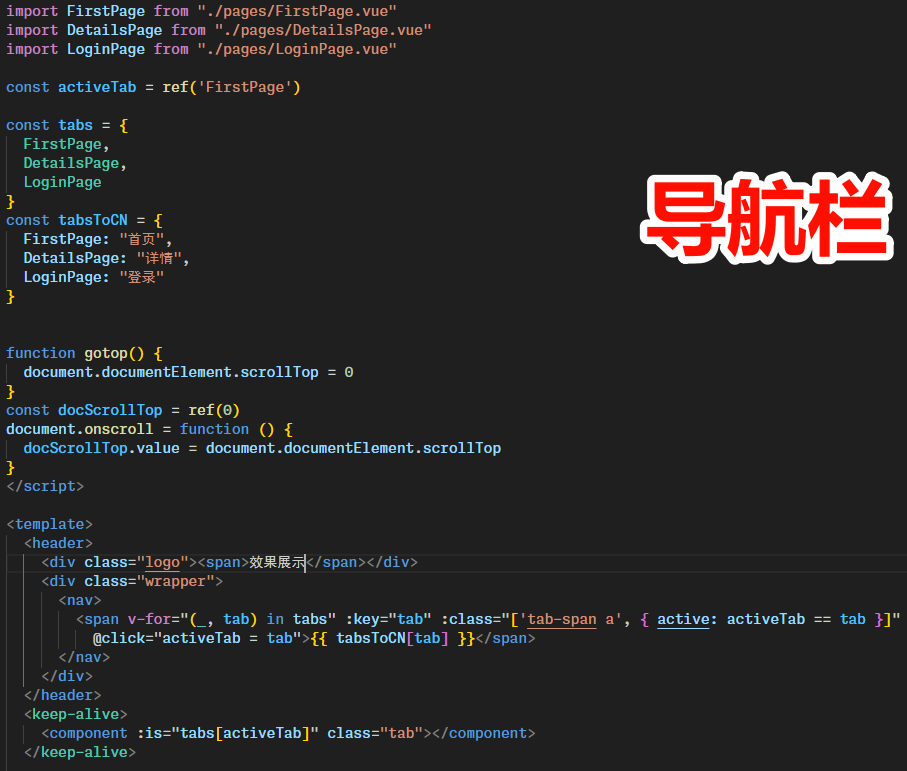 import FirstPage from "./pages/FirstPage.vue"
import DetailsPage from "./pages/DetailsPage.vue"
import LoginPage from "./pages/LoginPage.vue"
const activeTab = ref('FirstPage')
const tabs = {
  FirstPage,
  DetailsPage,
  LoginPage
}
const tabsToCN = {
  FirstPage: "首页",
  DetailsPage: "详情",
  LoginPage: "登录"
}
导航栏
function gotop() {
  document.documentElement.scrollTop = 0
}
const docScrollTop = ref(0)
document.onscroll = function () {
  docScrollTop.value = document.documentElement.scrollTop
}
</script>
<template>
  <header>
    <div class="logo"><span>效果展示</span></div>
    <div class="wrapper">
      <nav>
        <span v-for="(_, tab) in tabs" :key="tab" :class="['tab-span a', { active: activeTab == tab }]"
          @click="activeTab = tab">{{ tabsToCN[tab] }}</span>
      </nav>
    </div>
  </header>
  <keep-alive>
    <component :is="tabs[activeTab]" class="tab"></component>
  </keep-alive>